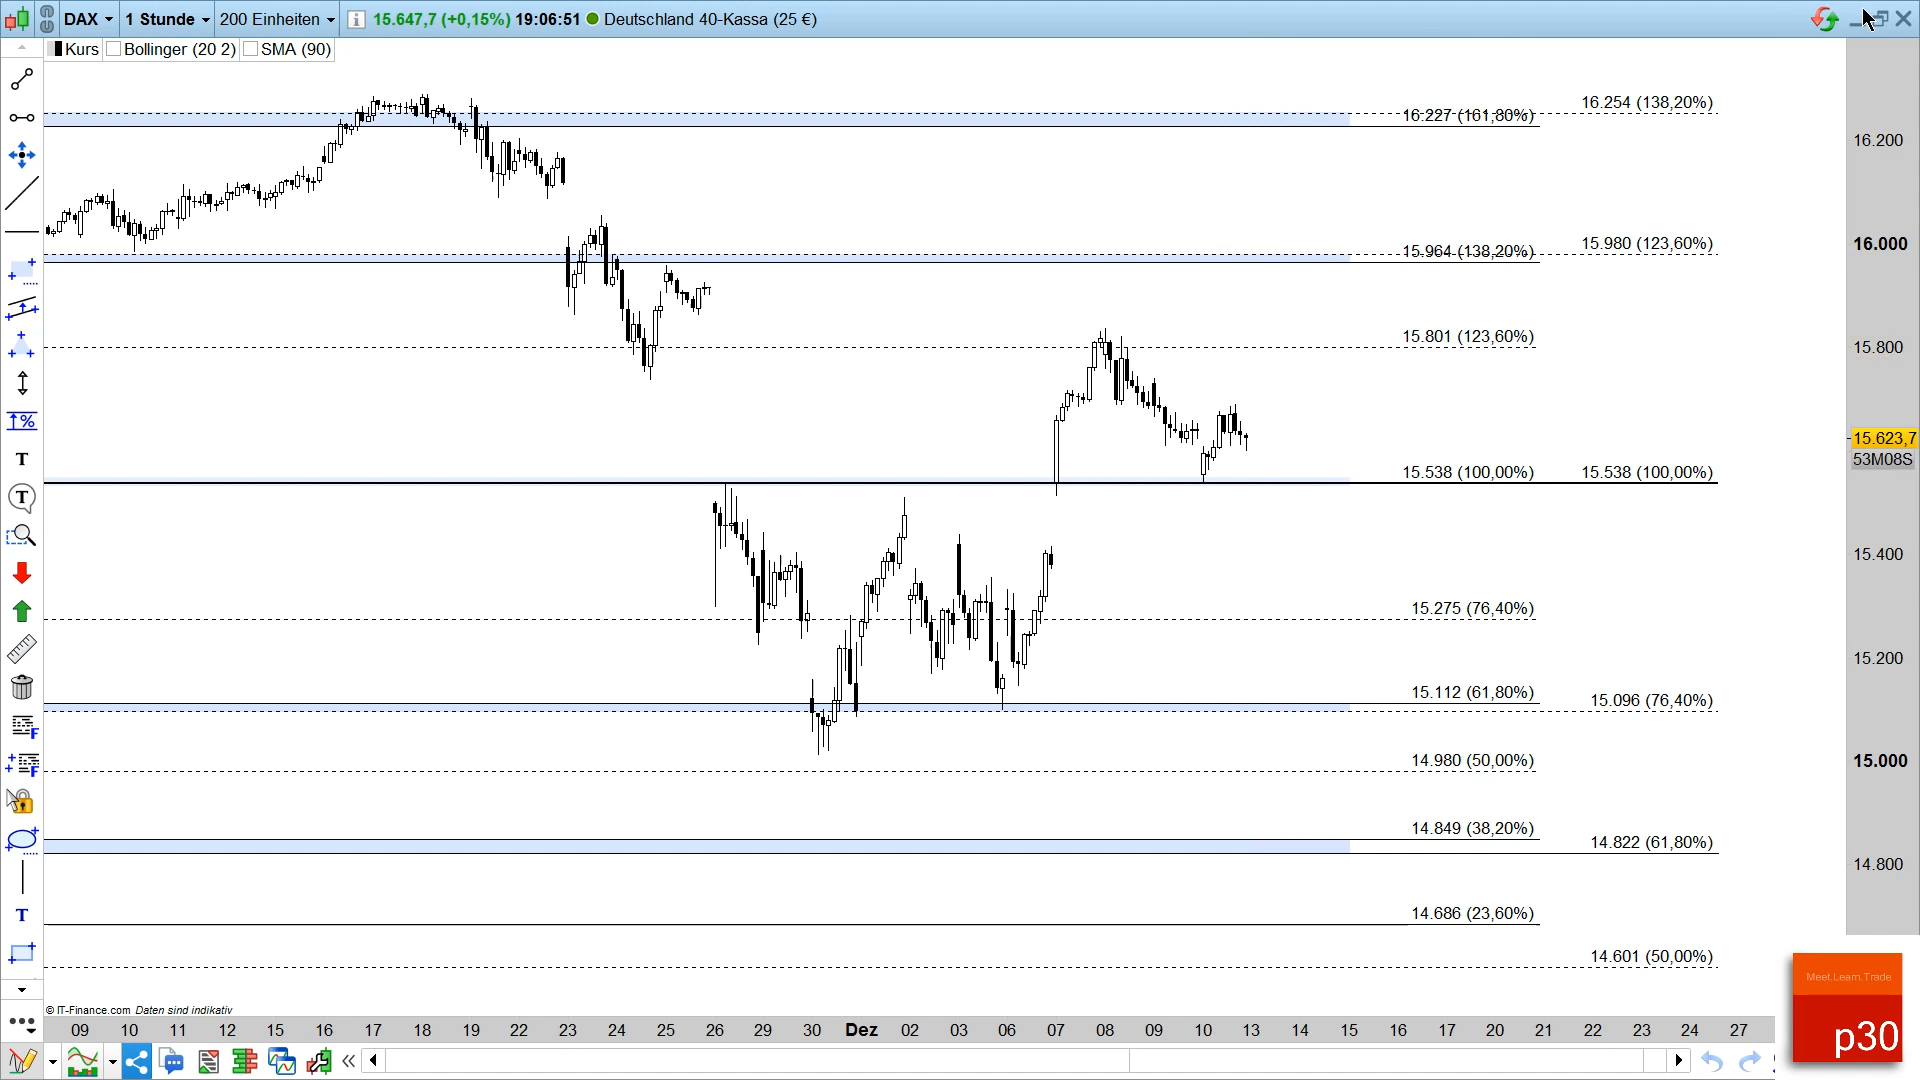 DAX 1 Stunde 200 Einheiten i 15.647,7 (+0,15%) 19:06:51 Deutschland 40-Kassa (25 €)
Kurs Bollinger (20 2) SMA (90)
16.254 (138,20%)
16.227 (161,80%)
16.200
15.980 (123,60%)
16.000
15.964 (138,20%)
15.801 (123,60%)
15.800
15.623,7
53M08S
15.538 (100,00%) 15.538 (100,00%)
15.400
15.275 (76,40%)
15.200
15.112 (61,80%)
15.096 (76,40%)
14.980 (50,00%)
15.000
14.849 (38,20%)
14.822 (61,80%)
14.800
14.686 (23,60%)
14.601 (50,00%)
© IT-Finance.com Daten sind indikativ
09 10 11 12 15 16 17 18 19 22 23 24 25 26 29 30 Dez 02 03 06 07 08 09 10 13 14 15 16 17 20 21 22 23 24 27
Meet.Learn.Trade
p30
%
T
T
F
F
T